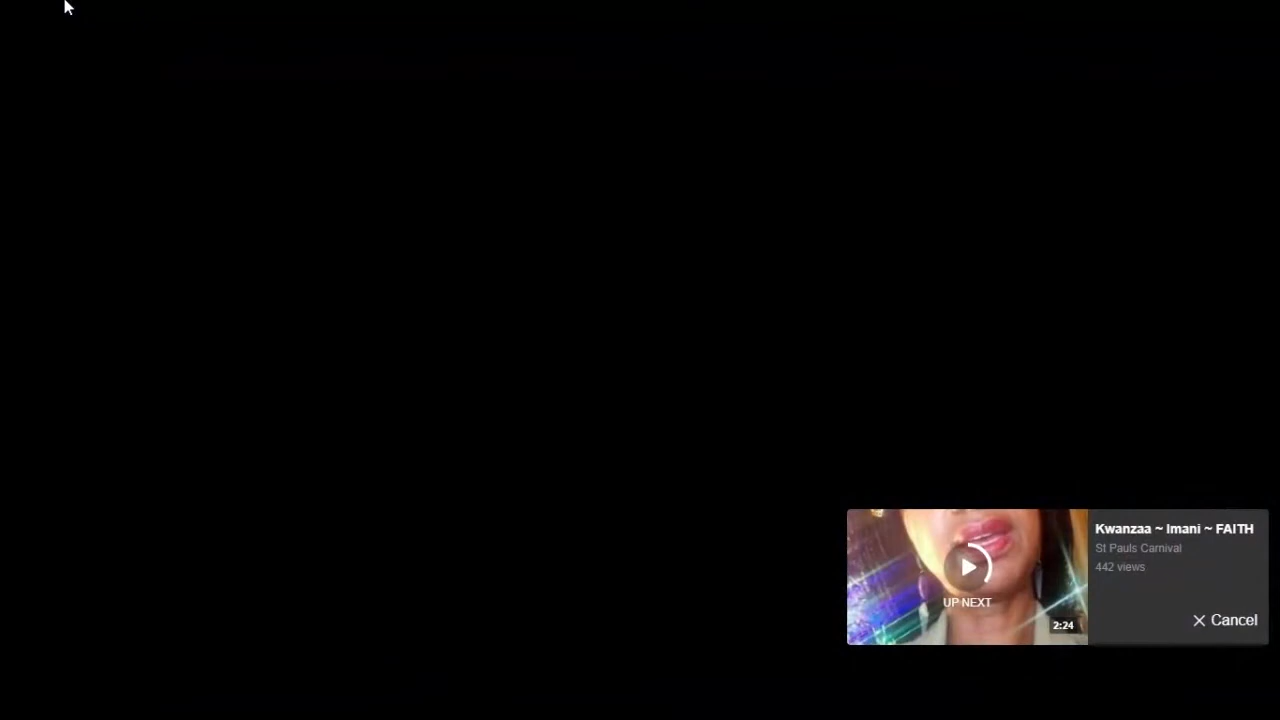 Kwanzaa ~ Imani ~ FAITH
St Pauls Carnival
442 views
UP NEXT
2:24
Cancel